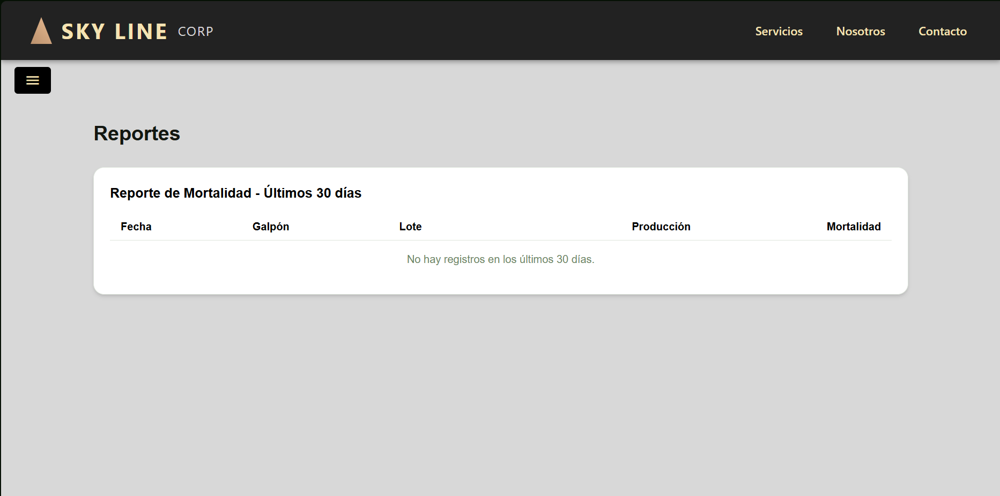 SKY LINE CORP
Servicios Nosotros Contacto
Reportes
Reporte de Mortalidad - Últimos 30 días
Fecha Galpón Lote Producción Mortalidad
No hay registros en los últimos 30 días.